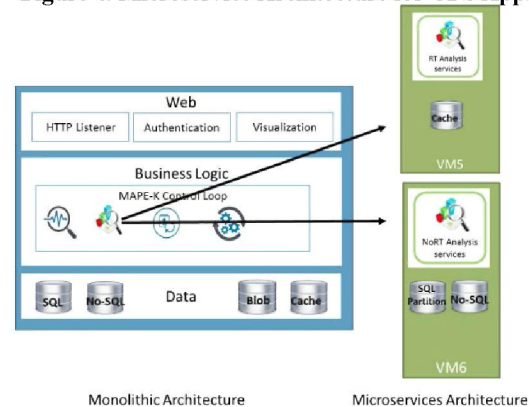 Web
HTTP Listener
Authentication
Visualization
Business Logic
MAPE-K Control Loop
SQL
No-SQL
Data
Blob
Cache
Monolithic Architecture
RT Analysis
services
Cache
VM5
NoRT Analysis
services
SQL
Partition
No-SQL
VM6
Microservices Architecture